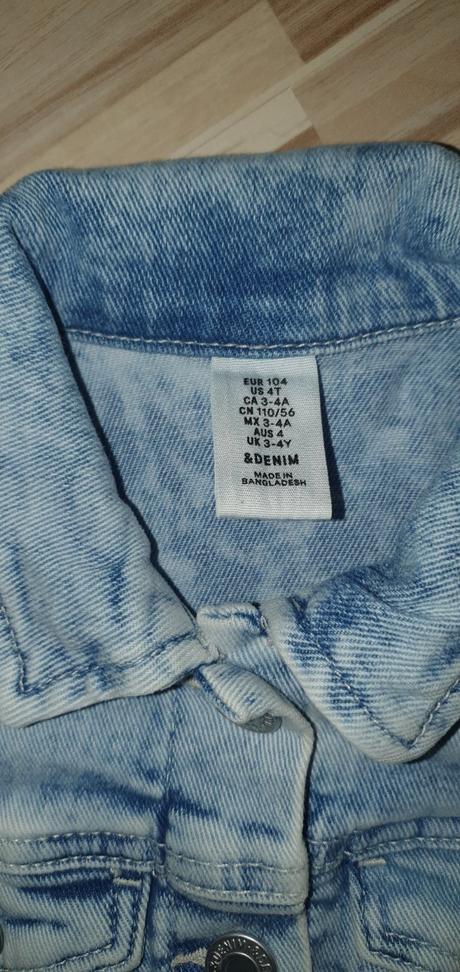 EUR 104
US 4T
CA 3-4A
CN 110/56
MX 3-4A
AUS 4
UK 3-4Y
&DENIM
MADE IN
BANGLADESH